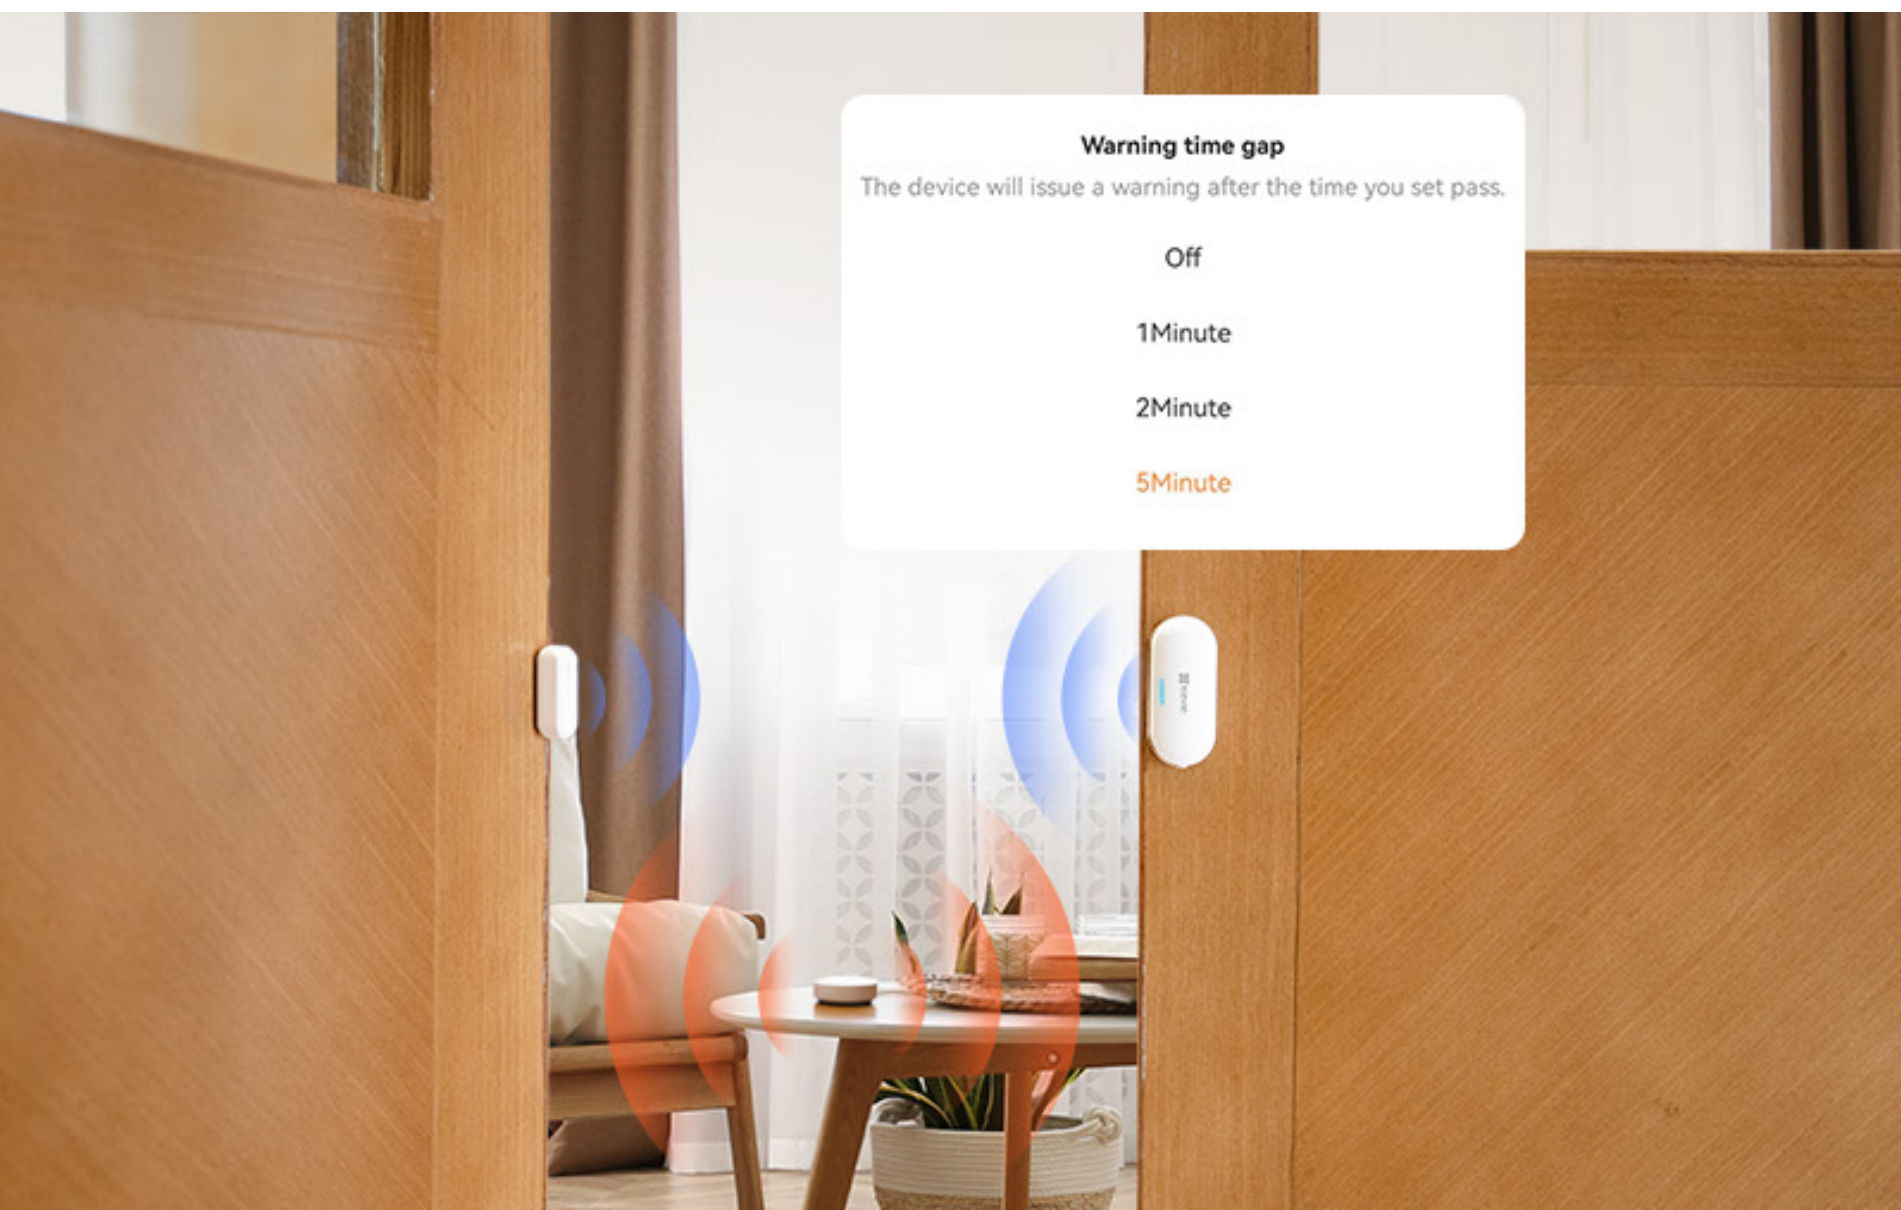 Warning time gap
The device will issue a warning after the time you set pass.
Off
1Minute
2Minute
5Minute